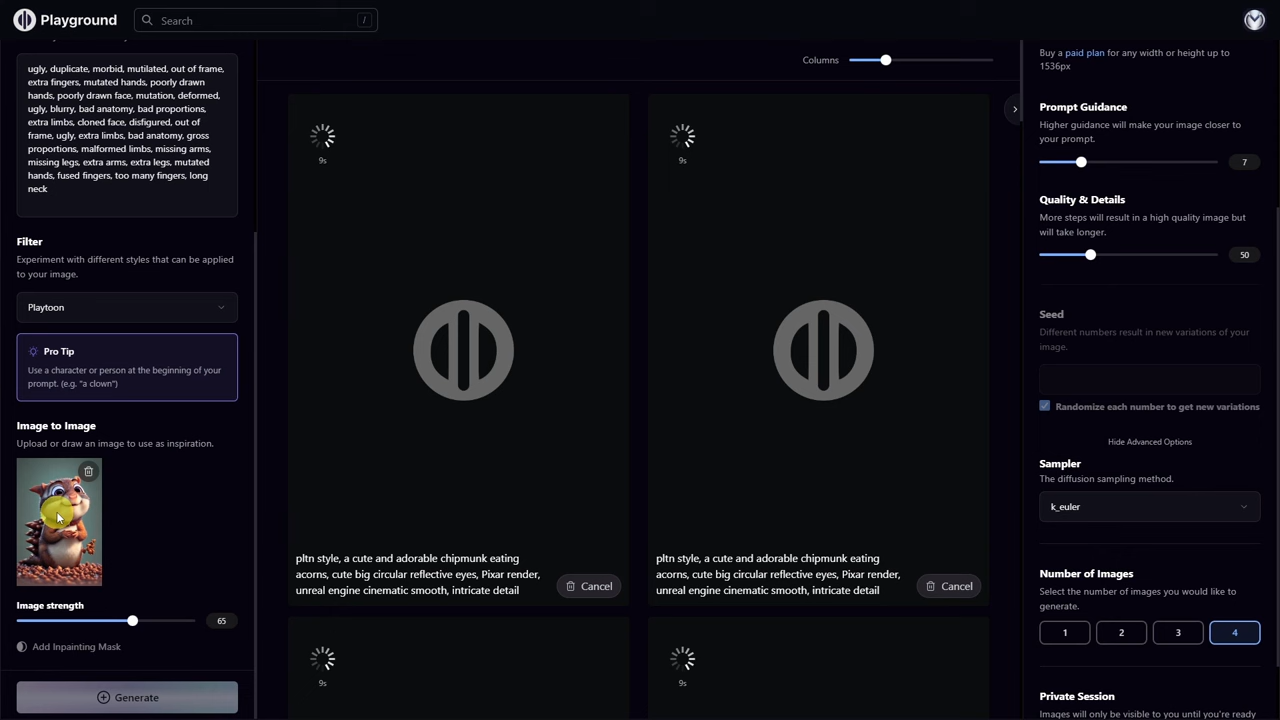 Playground
Search
/
ugly, duplicate, morbid, mutilated, out of frame,
extra fingers, mutated hands, poorly drawn
hands, poorly drawn face, mutation, deformed,
ugly, blurry, bad anatomy, bad proportions,
extra limbs, cloned face, disfigured, out of
frame, ugly, extra limbs, bad anatomy, gross
proportions, malformed limbs, missing arms,
missing legs, extra arms, extra legs, mutated
hands, fused fingers, too many fingers, long
neck
Filter
Experiment with different styles that can be applied
to your image.
Playtoon
Pro Tip
Use a character or person at the beginning of your
prompt. (e.g. "a clown")
Image to Image
Upload or draw an image to use as inspiration.
Image strength
65
Add Inpainting Mask
Generate
Columns
9s
9s
pltn style, a cute and adorable chipmunk eating
acorns, cute big circular reflective eyes, Pixar render,
unreal engine cinematic smooth, intricate detail
Cancel
pltn style, a cute and adorable chipmunk eating
acorns, cute big circular reflective eyes, Pixar render,
unreal engine cinematic smooth, intricate detail
Cancel
9s
9s
Buy a paid plan for any width or height up to
1536px
Prompt Guidance
Higher guidance will make your image closer to
your prompt.
7
Quality & Details
More steps will result in a high quality image but
will take longer.
50
Seed
Different numbers result in new variations of your
image.
Randomize each number to get new variations
Hide Advanced Options
Sampler
The diffusion sampling method.
k_euler
Number of Images
Select the number of images you would like to
generate.
1
2
3
4
Private Session
Images will only be visible to you until you're ready